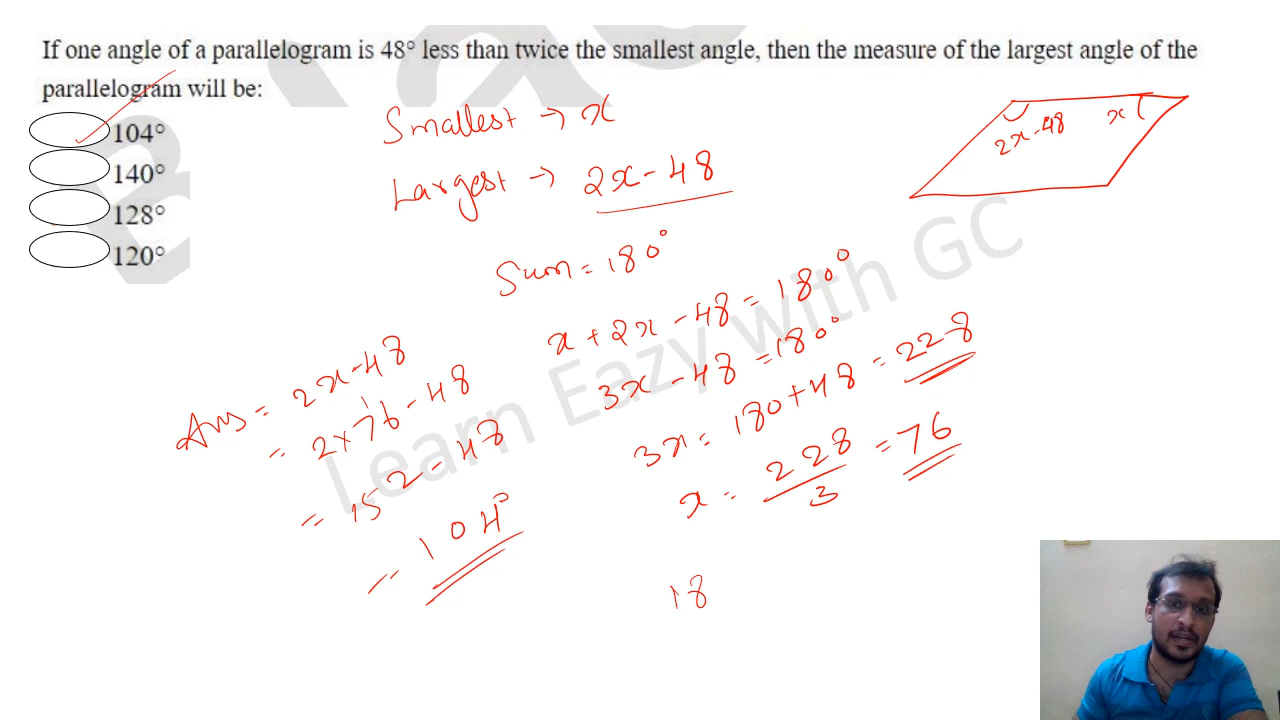 If one angle of a parallelogram is 48° less than twice the smallest angle, then the measure of the largest angle of the
parallelogram will be:
104°
140°
128°
120°
Smallest → x
Largest → 2x - 48
2x - 48
x
Sum = 180°
x + 2x - 48 = 180°
3x - 48 = 180°
3x = 180 + 48 = 228
x = 228/3 = 76
Ans = 2x - 48
= 2 x 76 - 48
= 152 - 48
= 104°
18
Learn Eazy with GC